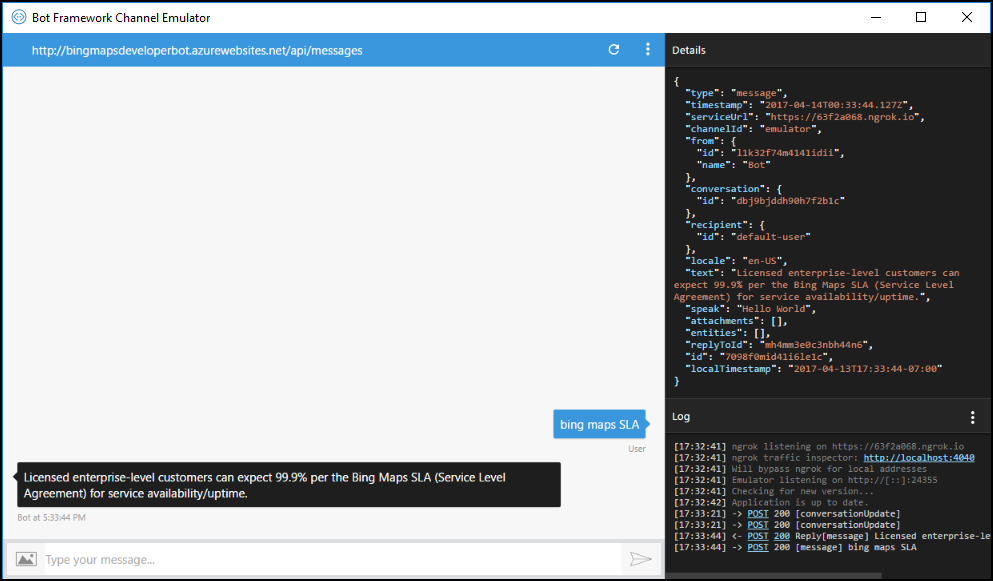 Bot Framework Channel Emulator
http://bingmapsdeveloperbot.azurewebsites.net/api/messages
bing maps SLA
User
Licensed enterprise-level customers can expect 99.9% per the Bing Maps SLA (Service Level
Agreement) for service availability/uptime.
Bot at 5:33:44 PM
Type your message...
Details
{
"type": "message",
"timestamp": "2017-04-14T00:33:44.127Z",
"serviceUrl": "https://63f2a068.ngrok.io",
"channelId": "emulator",
"from": {
"id": "l1k32f74m4141idii",
"name": "Bot"
},
"conversation": {
"id": "dbj9bjddh90h7f2b1c"
},
"recipient": {
"id": "default-user"
},
"locale": "en-US",
"text": "Licensed enterprise-level customers can
expect 99.9% per the Bing Maps SLA (Service Level
Agreement) for service availability/uptime.",
"speak": "Hello World",
"attachments": [],
"entities": [],
"replyToId": "mh4mm3e0c3nbh44n6",
"id": "7098f0mid41i6le1c",
"localTimestamp": "2017-04-13T17:33:44-07:00"
}
Log
[17:32:41] ngrok listening on https://63f2a068.ngrok.io
[17:32:41] ngrok traffic inspector: http://localhost:4040
[17:32:41] Will bypass ngrok for local addresses
[17:32:41] Emulator listening on http://[::]:24355
[17:32:41] Checking for new version...
[17:32:42] Application is up to date.
[17:33:21] -> POST 200 [conversationUpdate]
[17:33:21] -> POST 200 [conversationUpdate]
[17:33:44] <- POST 200 Reply[message] Licensed enterprise-le
[17:33:44] -> POST 200 [message] bing maps SLA